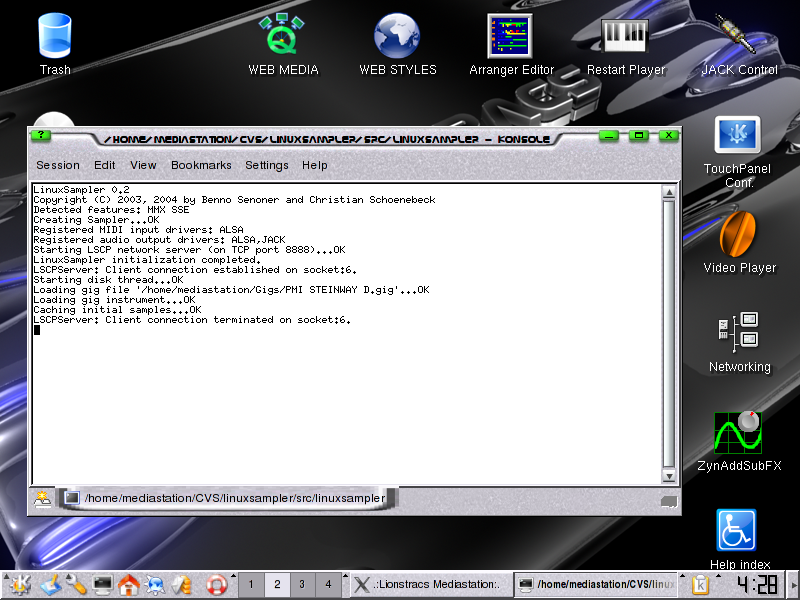 Trash
WEB MEDIA
WEB STYLES
Arranger Editor
Restart Player
JACK Control
/HOME/MEDIASTATION/CVS/LINUXSAMPLER/SRC/LINUXSAMPLER - KONSOLE
Session Edit View Bookmarks Settings Help
LinuxSampler 0.2
Copyright (C) 2003, 2004 by Benno Senoner and Christian Schoenebeck
Detected features: MMX SSE
Creating Sampler...OK
Registered MIDI input drivers: ALSA
Registered audio output drivers: ALSA,JACK
Starting LSCP network server (on TCP port 8888)...OK
LinuxSampler initialization completed.
LSCPServer: Client connection established on socket:6.
Starting disk thread...OK
Loading gig file '/home/mediastation/Gigs/PMI STEINWAY D.gig'...OK
Loading gig instrument...OK
Caching initial samples...OK
LSCPServer: Client connection terminated on socket:6.
/home/mediastation/CVS/linuxsampler/src/linuxsampler
TouchPanel
Conf.
Video Player
Networking
ZynAddSubFX
Help index
1 2 3 4
.:Lionstracs Mediastation:.
/home/mediastation/CVS/linux
4:28